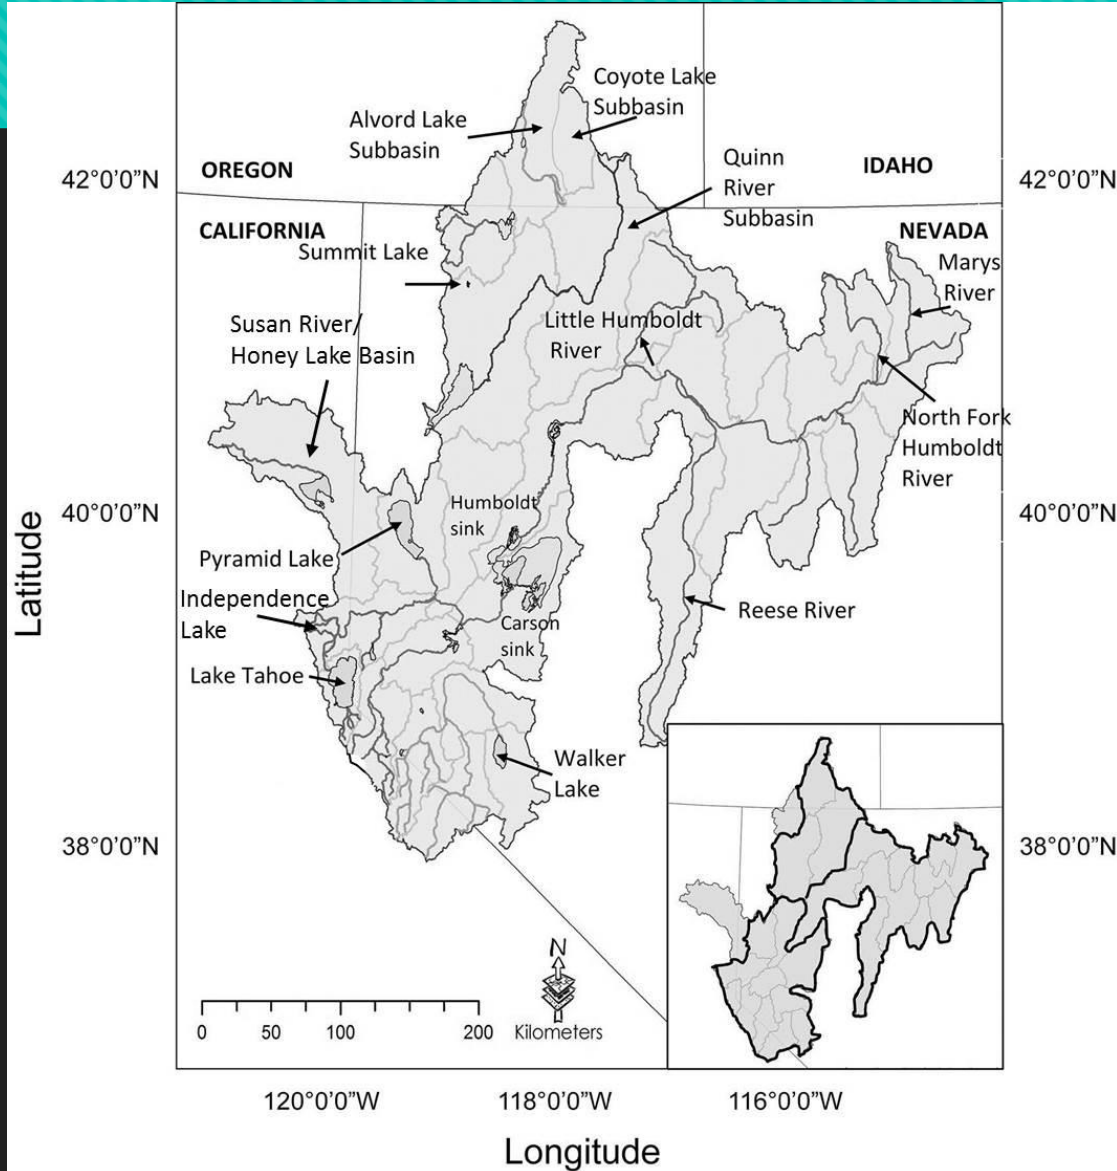 Coyote Lake
Subbasin
Alvord Lake
Subbasin
Quinn
River
Subbasin
OREGON
IDAHO
42°0'0"N
42°0'0"N
CALIFORNIA
NEVADA
Summit Lake
Marys
River
Susan River/
Honey Lake Basin
Little Humboldt
River
North Fork
Humboldt
River
Humboldt
sink
40°0'0"N
40°0'0"N
Pyramid Lake
Independence
Lake
Reese River
Carson
sink
Lake Tahoe
Walker
Lake
38°0'0"N
38°0'0"N
N
0 50 100 200
Kilometers
120°0'0"W 118°0'0"W 116°0'0"W
Latitude
Longitude